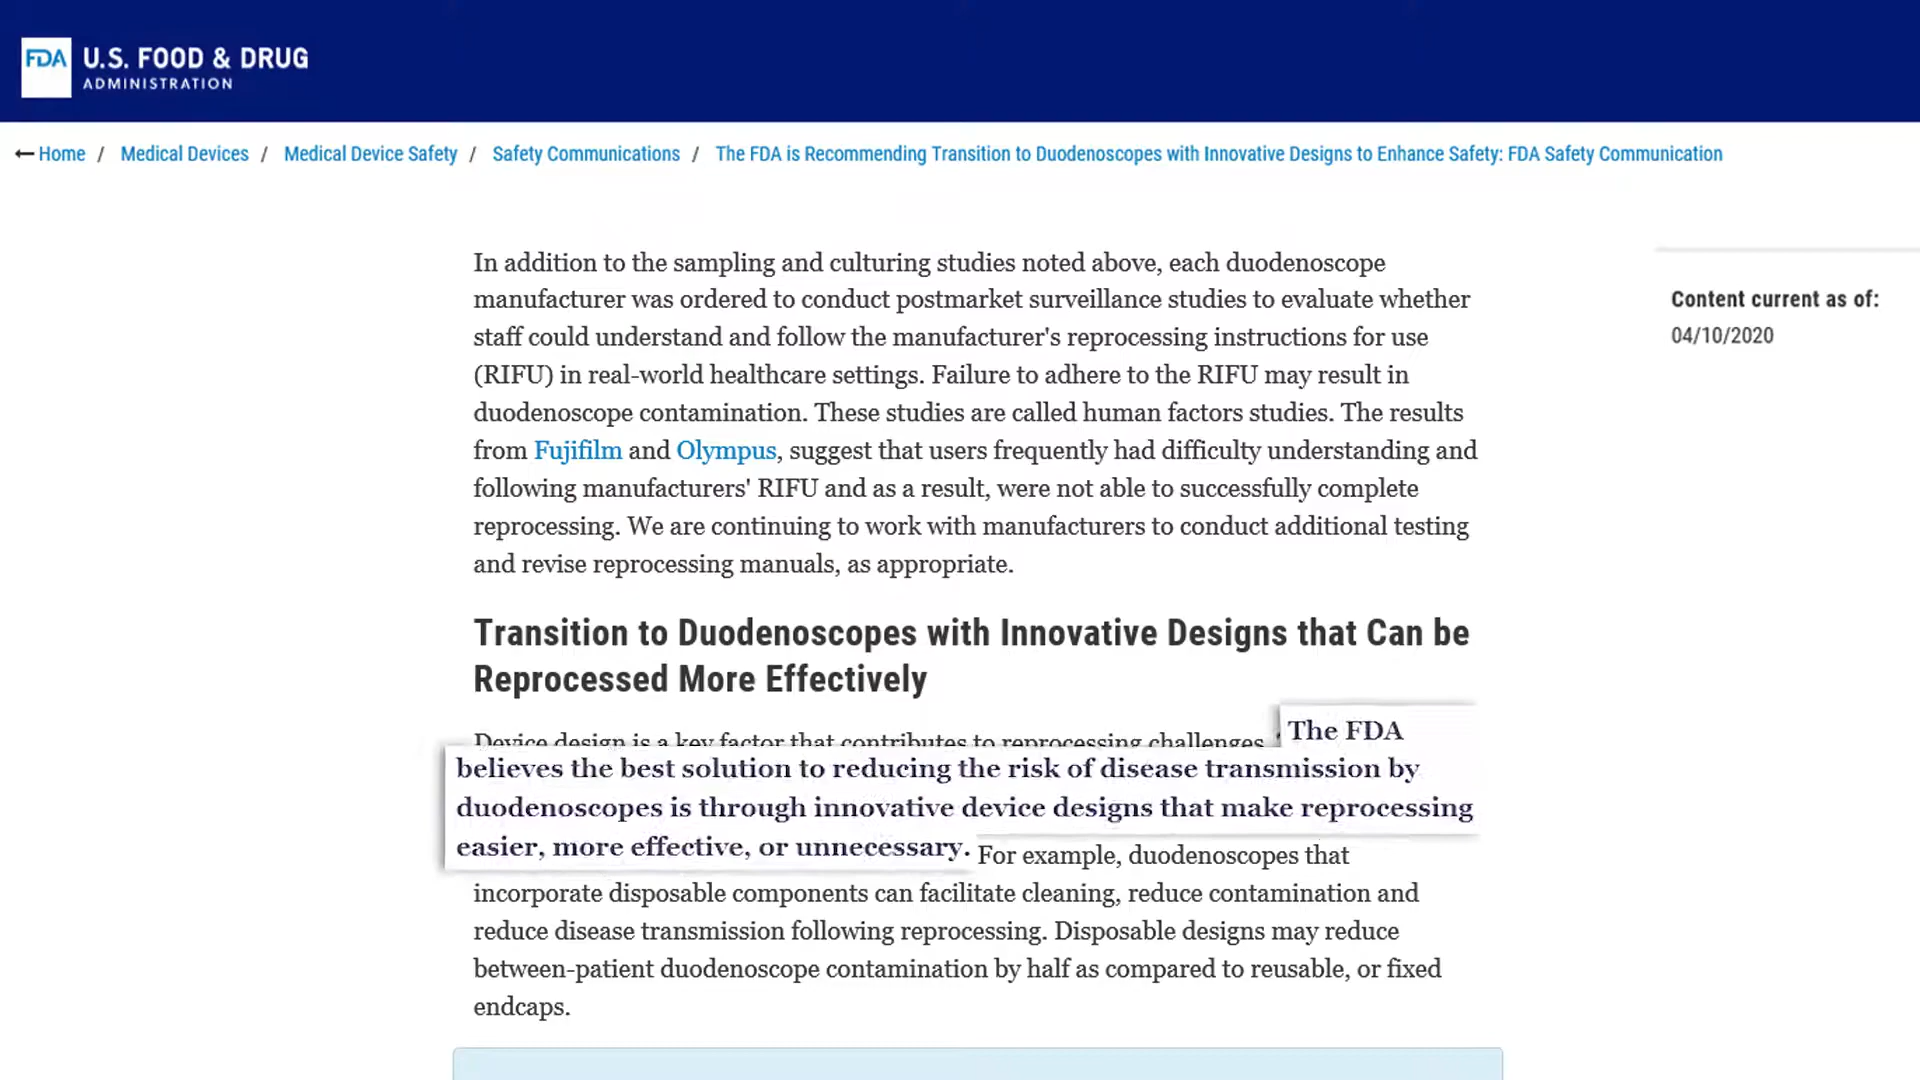 FDA U.S. FOOD & DRUG
ADMINISTRATION
← Home / Medical Devices / Medical Device Safety / Safety Communications / The FDA is Recommending Transition to Duodenoscopes with Innovative Designs to Enhance Safety: FDA Safety Communication
In addition to the sampling and culturing studies noted above, each duodenoscope
manufacturer was ordered to conduct postmarket surveillance studies to evaluate whether
staff could understand and follow the manufacturer's reprocessing instructions for use
(RIFU) in real-world healthcare settings. Failure to adhere to the RIFU may result in
duodenoscope contamination. These studies are called human factors studies. The results
from Fujifilm and Olympus, suggest that users frequently had difficulty understanding and
following manufacturers' RIFU and as a result, were not able to successfully complete
reprocessing. We are continuing to work with manufacturers to conduct additional testing
and revise reprocessing manuals, as appropriate.
Content current as of:
04/10/2020
Transition to Duodenoscopes with Innovative Designs that Can be
Reprocessed More Effectively
Device design is a key factor that contributes to reprocessing challenges. The FDA
believes the best solution to reducing the risk of disease transmission by
duodenoscopes is through innovative device designs that make reprocessing
easier, more effective, or unnecessary. For example, duodenoscopes that
incorporate disposable components can facilitate cleaning, reduce contamination and
reduce disease transmission following reprocessing. Disposable designs may reduce
between-patient duodenoscope contamination by half as compared to reusable, or fixed
endcaps.